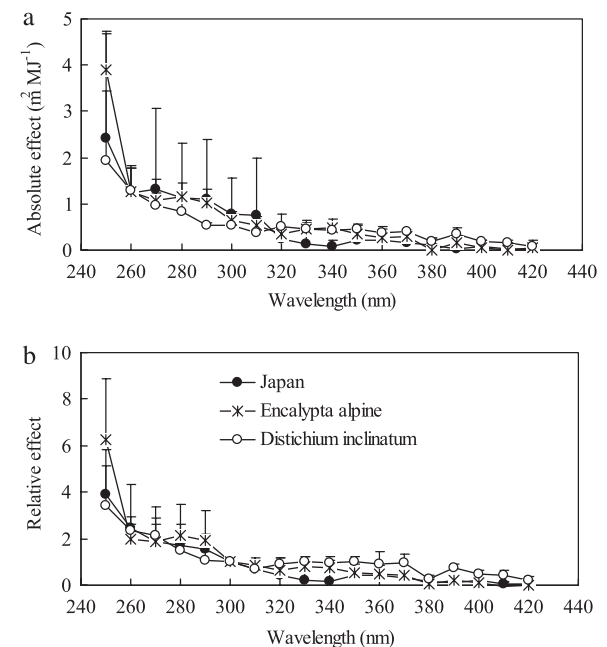 a
5
4
3
2
1
0
Absolute effect (m² MJ⁻¹)
240 260 280 300 320 340 360 380 400 420 440
Wavelength (nm)
b
10
8
6
4
2
0
Relative effect
Japan
Encalypta alpine
Distichium inclinatum
240 260 280 300 320 340 360 380 400 420 440
Wavelength (nm)